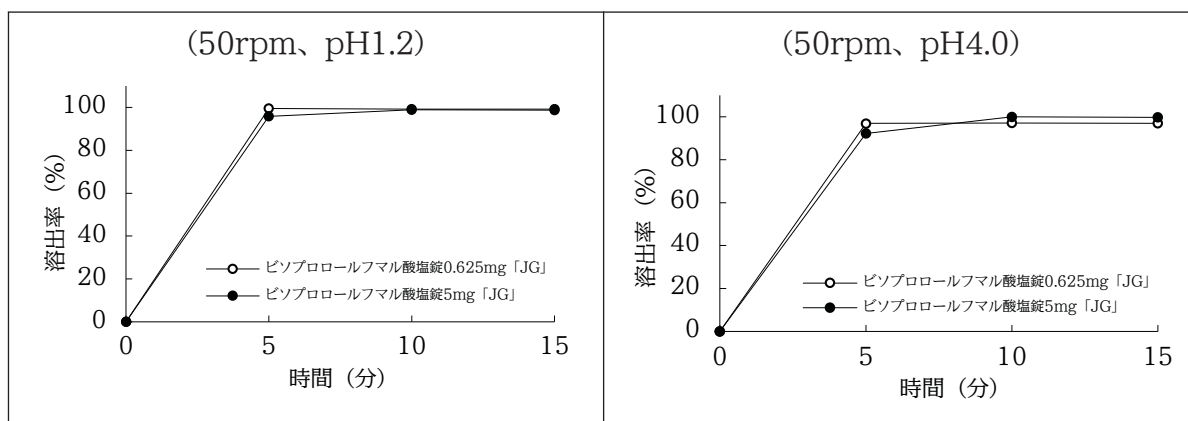 (50rpm、pH1.2)
溶出率 (%)
100
80
60
40
20
0
ビソプロロールフマル酸塩錠0.625mg「JG」
ビソプロロールフマル酸塩錠5mg「JG」
0 5 10 15
時間 (分)
(50rpm、pH4.0)
溶出率 (%)
100
80
60
40
20
0
ビソプロロールフマル酸塩錠0.625mg「JG」
ビソプロロールフマル酸塩錠5mg「JG」
0 5 10 15
時間 (分)